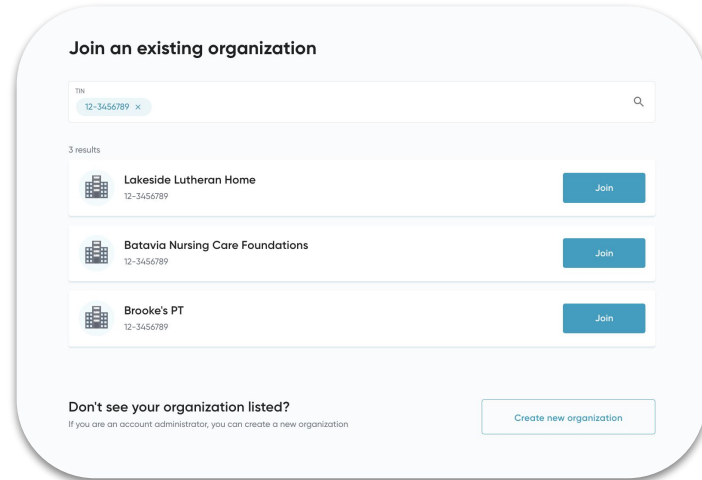 Join an existing organization
TIN
12-3456789 ×
3 results
Lakeside Lutheran Home
12-3456789
Join
Batavia Nursing Care Foundations
12-3456789
Join
Brooke's PT
12-3456789
Join
Don't see your organization listed?
If you are an account administrator, you can create a new organization
Create new organization